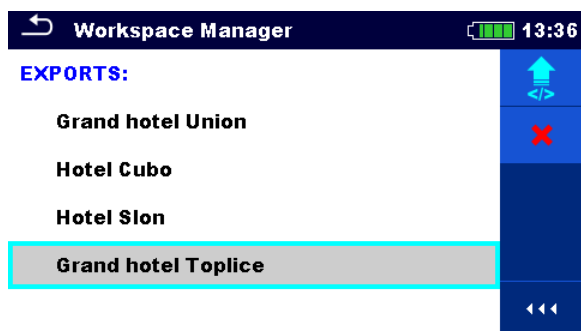 Workspace Manager
13:36
EXPORTS:
</>
Grand hotel Union
Hotel Cubo
Hotel Slon
Grand hotel Toplice